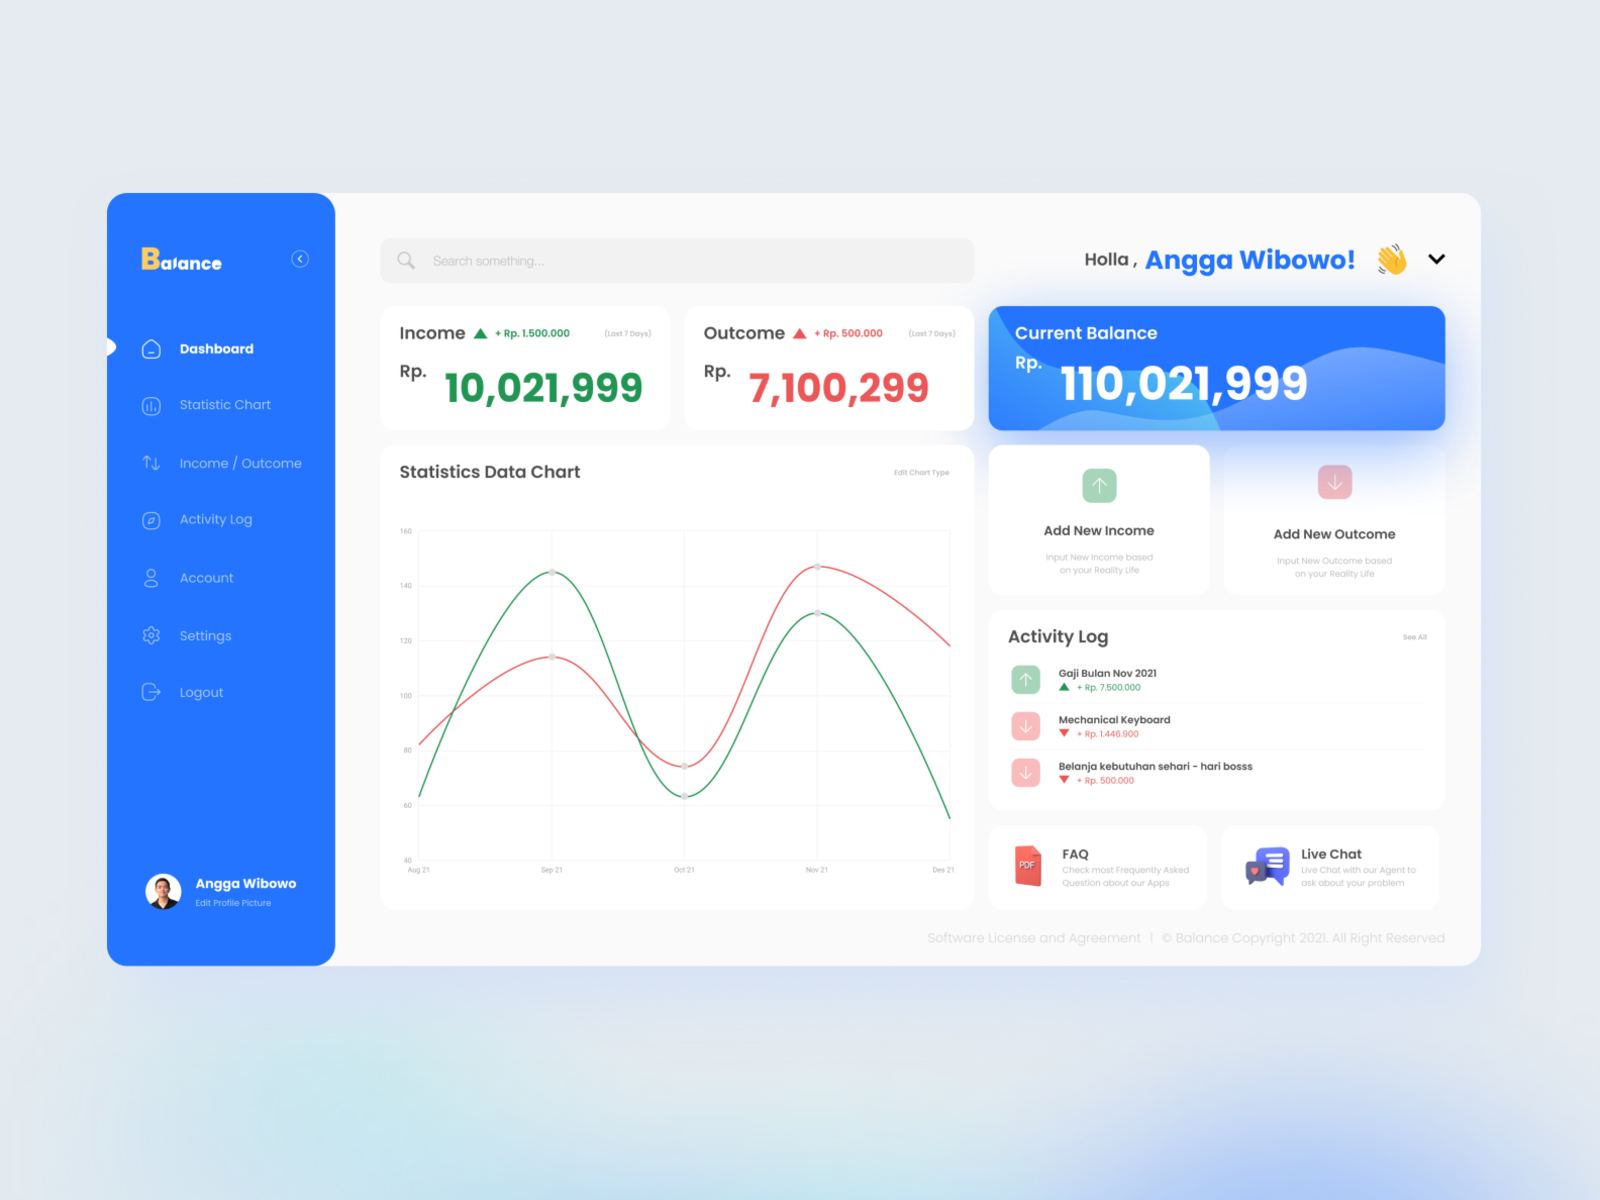 Balance
Dashboard
Statistic Chart
Income / Outcome
Activity Log
Account
Settings
Logout
Angga Wibowo
Edit Profile Picture
Search something...
Holla , Angga Wibowo!
Income + Rp. 1.500.000 (Last 7 Days)
Rp. 10,021,999
Outcome + Rp. 500.000 (Last 7 Days)
Rp. 7,100,299
Current Balance
Rp. 110,021,999
Statistics Data Chart
Edit Chart Type
160
140
120
100
80
60
40
Aug 21 Sep 21 Oct 21 Nov 21 Des 21
Add New Income
Input New Income based
on your Reality Life
Add New Outcome
Input New Outcome based
on your Reality Life
Activity Log
See All
Gaji Bulan Nov 2021
+ Rp. 7.500.000
Mechanical Keyboard
+ Rp. 1.446.900
Belanja kebutuhan sehari - hari bosss
+ Rp. 500.000
PDF
FAQ
Check most Frequently Asked
Question about our Apps
Live Chat
Live Chat with our Agent to
ask about your problem
Software License and Agreement | © Balance Copyright 2021. All Right Reserved